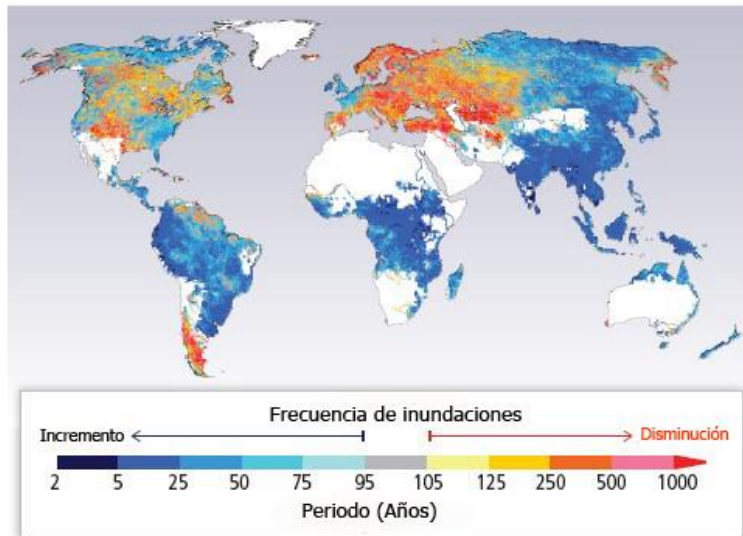 Frecuencia de inundaciones
Incremento
Disminución
2 5 25 50 75 95 105 125 250 500 1000
Periodo (Años)